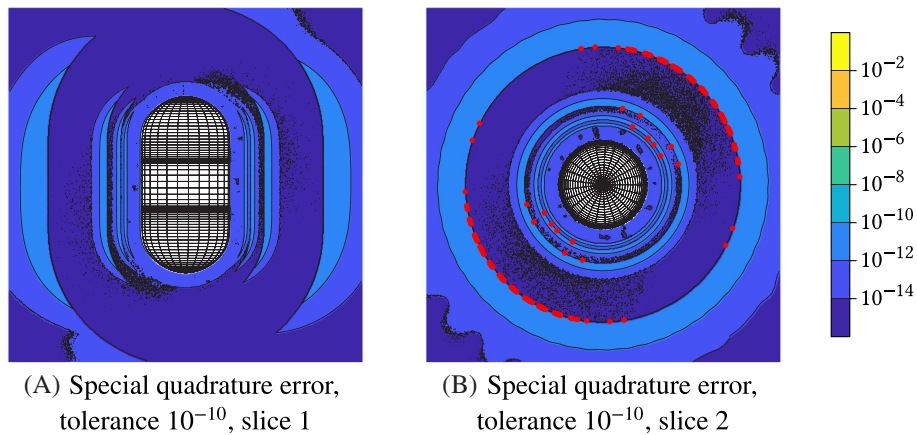 10⁻²
10⁻⁴
10⁻⁶
10⁻⁸
10⁻¹⁰
10⁻¹²
10⁻¹⁴
(A) Special quadrature error,
tolerance 10⁻¹⁰, slice 1
(B) Special quadrature error,
tolerance 10⁻¹⁰, slice 2